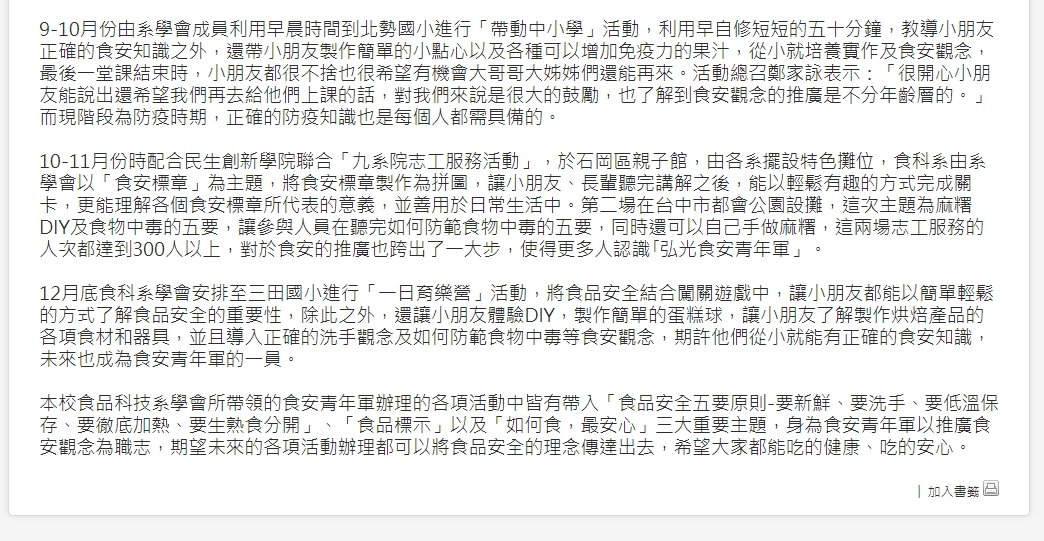 9-10月份由系學會成員利用早晨時間到北勢國小進行「帶動中小學」活動，利用早自修短短的五十分鐘，教導小朋友
正確的食安知識之外，還帶小朋友製作簡單的小點心以及各種可以增加免疫力的果汁，從小就培養實作及食安觀念，
最後一堂課結束時，小朋友都很不捨也很希望有機會大哥哥大姊姊們還能再來。活動總召鄭家詠表示：「很開心小朋
友能說出還希望我們再去給他們上課的話，對我們來說是很大的鼓勵，也了解到食安觀念的推廣是不分年齡層的。」
而現階段為防疫時期，正確的防疫知識也是每個人都需具備的。
10-11月份時配合民生創新學院聯合「九系院志工服務活動」，於石岡區親子館，由各系擺設特色攤位，食科系由系
學會以「食安標章」為主題，將食安標章製作為拼圖，讓小朋友、長輩聽完講解之後，能以輕鬆有趣的方式完成關
卡，更能理解各個食安標章所代表的意義，並善用於日常生活中。第二場在台中市都會公園設攤，這次主題為麻糬
DIY及食物中毒的五要，讓參與人員在聽完如何防範食物中毒的五要，同時還可以自己手做麻糬，這兩場志工服務的
人次都達到300人以上，對於食安的推廣也跨出了一大步，使得更多人認識｢弘光食安青年軍」。
12月底食科系學會安排至三田國小進行「一日育樂營」活動，將食品安全結合闖關遊戲中，讓小朋友都能以簡單輕鬆
的方式了解食品安全的重要性，除此之外，還讓小朋友體驗DIY，製作簡單的蛋糕球，讓小朋友了解製作烘焙產品的
各項食材和器具，並且導入正確的洗手觀念及如何防範食物中毒等食安觀念，期許他們從小就能有正確的食安知識，
未來也成為食安青年軍的一員。
本校食品科技系學會所帶領的食安青年軍辦理的各項活動中皆有帶入「食品安全五要原則-要新鮮、要洗手、要低溫保
存、要徹底加熱、要生熟食分開」、「食品標示」以及「如何食，最安心」三大重要主題，身為食安青年軍以推廣食
安觀念為職志，期望未來的各項活動辦理都可以將食品安全的理念傳達出去，希望大家都能吃的健康、吃的安心。
| 加入書籤